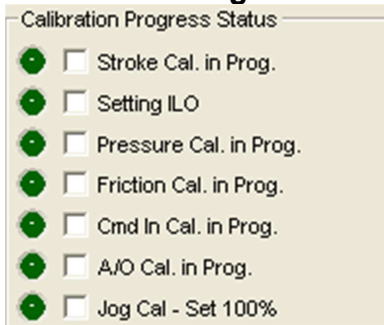 Calibration Progress Status
Stroke Cal. in Prog.
Setting ILO
Pressure Cal. in Prog.
Friction Cal. in Prog.
Cmd In Cal. in Prog.
A/O Cal. in Prog.
Jog Cal - Set 100%